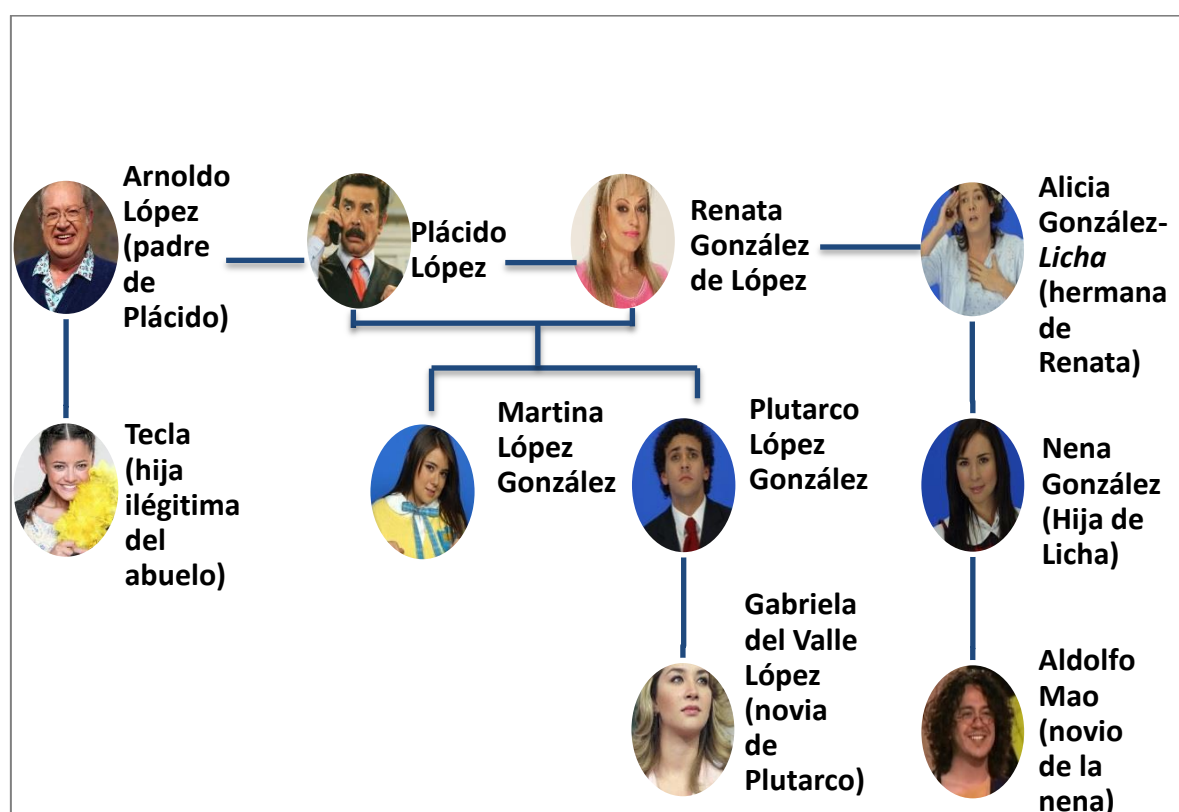 Arnoldo
López
(padre
de
Plácido)
Plácido
López
Renata
González
de López
Alicia
González-
Licha
(hermana
de
Renata)
Tecla
(hija
ilégitima
del
abuelo)
Martina
López
González
Plutarco
López
González
Nena
González
(Hija de
Licha)
Gabriela
del Valle
López
(novia
de
Plutarco)
Aldolfo
Mao
(novio
de la
nena)